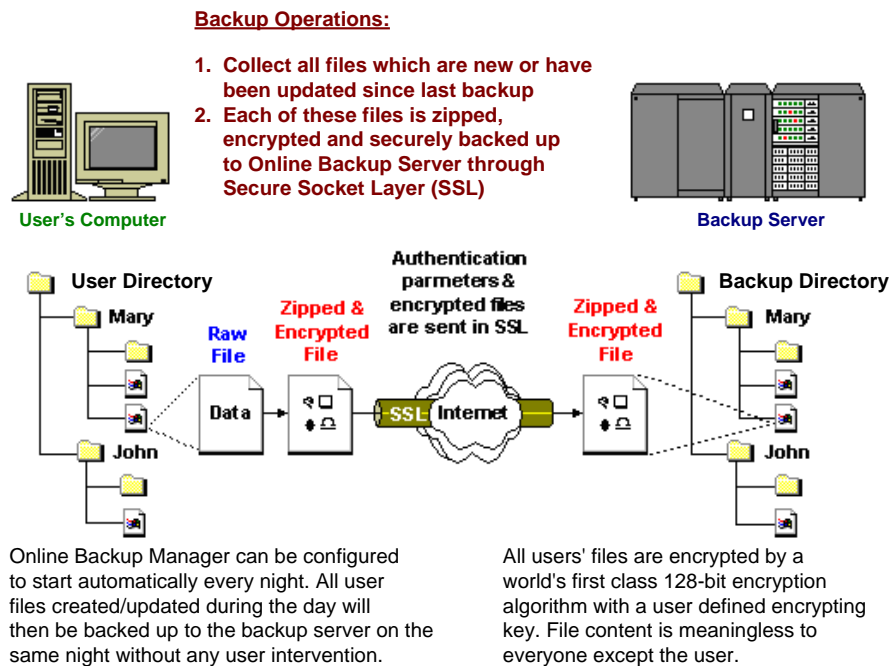 Backup Operations:
1. Collect all files which are new or have
been updated since last backup
2. Each of these files is zipped,
encrypted and securely backed up
to Online Backup Server through
Secure Socket Layer (SSL)
User's Computer
Backup Server
User Directory
Mary
John
Raw
File
Data
Zipped &
Encrypted
File
Authentication
parmeters &
encrypted files
are sent in SSL
SSL
Internet
Zipped &
Encrypted
File
Backup Directory
Mary
John
Online Backup Manager can be configured
to start automatically every night. All user
files created/updated during the day will
then be backed up to the backup server on the
same night without any user intervention.
All users' files are encrypted by a
world's first class 128-bit encryption
algorithm with a user defined encrypting
key. File content is meaningless to
everyone except the user.